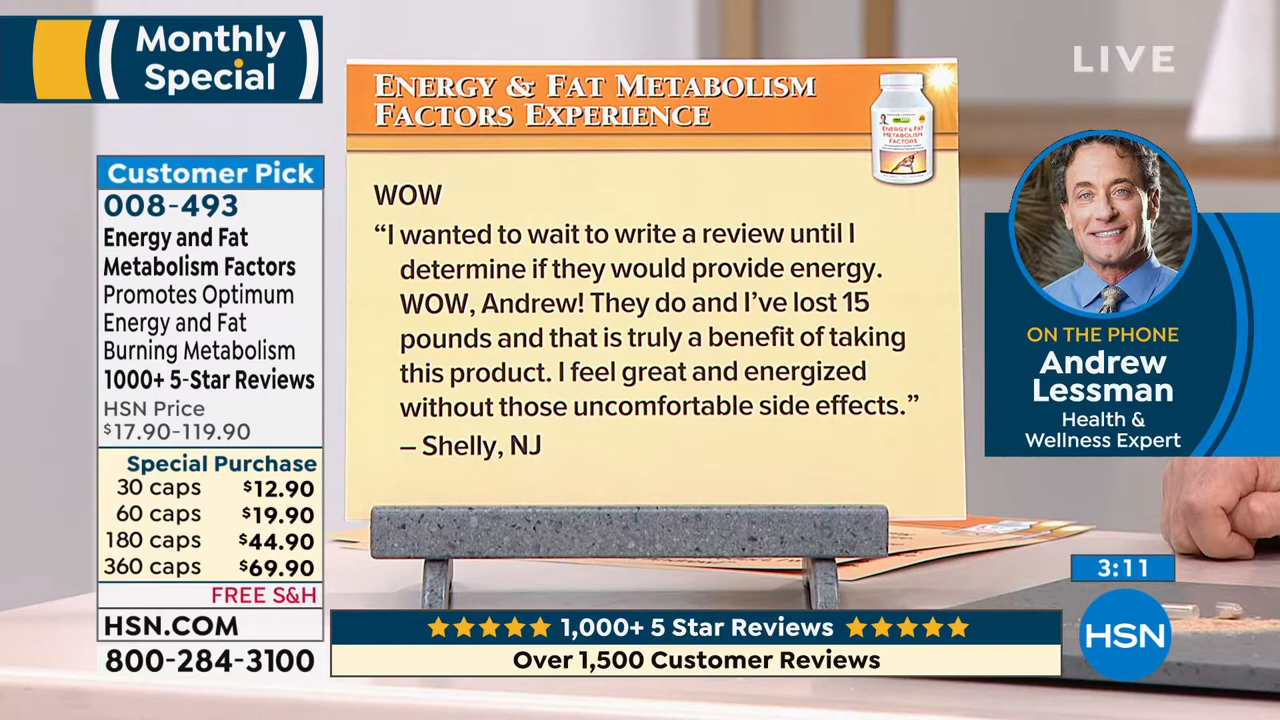 Monthly
Special
LIVE
ENERGY & FAT METABOLISM
FACTORS EXPERIENCE
ENERGY & FAT
METABOLISM
FACTORS
WOW
“I wanted to wait to write a review until I
determine if they would provide energy.
WOW, Andrew! They do and I’ve lost 15
pounds and that is truly a benefit of taking
this product. I feel great and energized
without those uncomfortable side effects.”
– Shelly, NJ
Customer Pick
008-493
Energy and Fat
Metabolism Factors
Promotes Optimum
Energy and Fat
Burning Metabolism
1000+ 5-Star Reviews
HSN Price
$17.90-119.90
Special Purchase
30 caps $12.90
60 caps $19.90
180 caps $44.90
360 caps $69.90
FREE S&H
HSN.COM
800-284-3100
ON THE PHONE
Andrew
Lessman
Health &
Wellness Expert
3:11
HSN
1,000+ 5 Star Reviews
Over 1,500 Customer Reviews